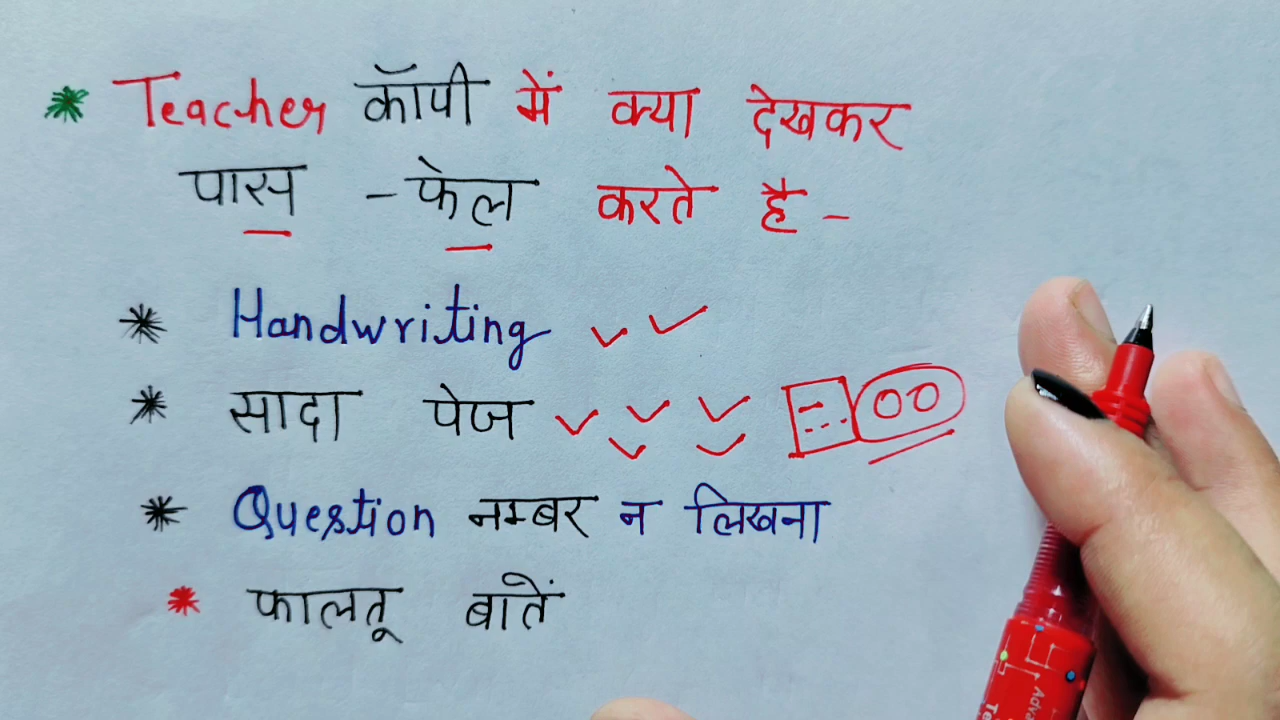 Teacher कॉपी में क्या देखकर
पास - फेल करते है -
Handwriting
सादा पेज
Question नम्बर न लिखना
फालतू बातें